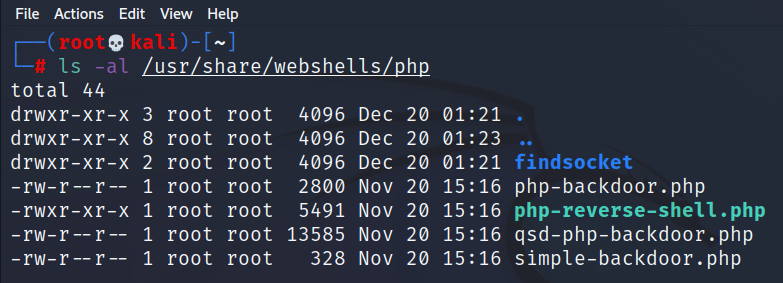 File Actions Edit View Help
┌──(root💀kali)-[~]
└─# ls -al /usr/share/webshells/php
total 44
drwxr-xr-x 3 root root  4096 Dec 20 01:21 .
drwxr-xr-x 8 root root  4096 Dec 20 01:23 ..
drwxr-xr-x 2 root root  4096 Dec 20 01:21 findsocket
-rw-r--r-- 1 root root  2800 Nov 20 15:16 php-backdoor.php
-rwxr-xr-x 1 root root  5491 Nov 20 15:16 php-reverse-shell.php
-rw-r--r-- 1 root root 13585 Nov 20 15:16 qsd-php-backdoor.php
-rw-r--r-- 1 root root   328 Nov 20 15:16 simple-backdoor.php